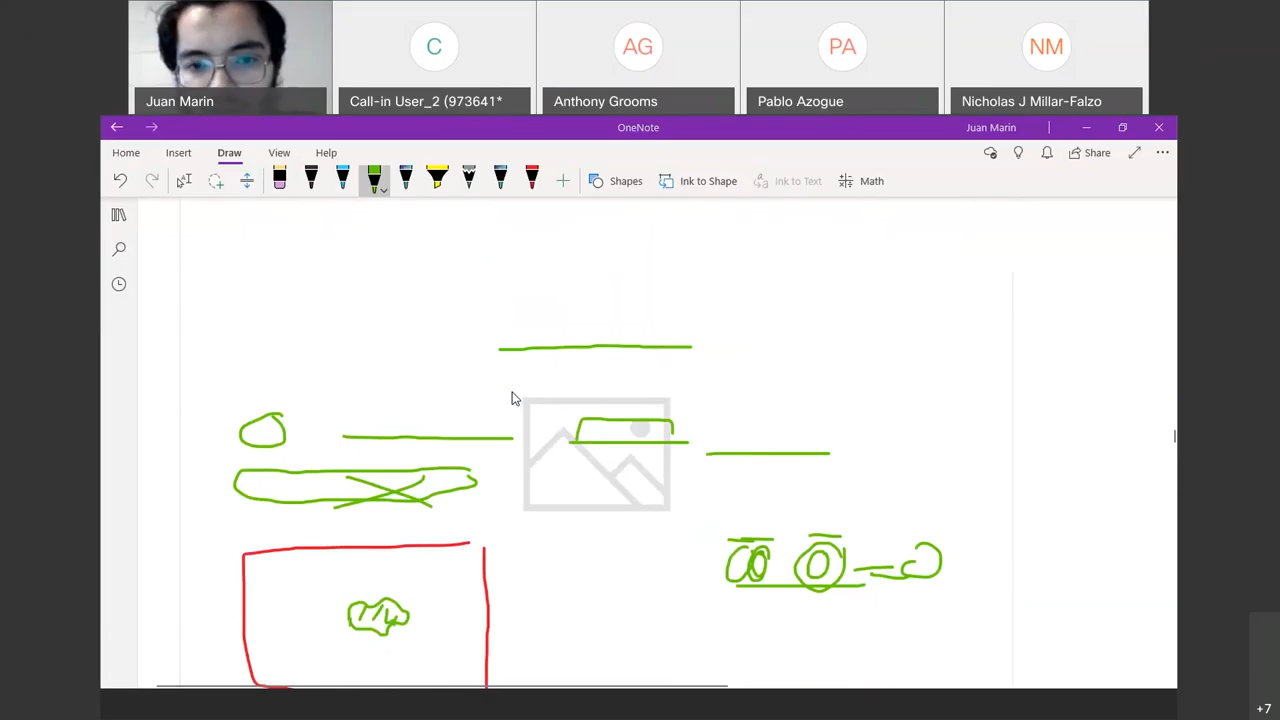 C AG PA NM
Juan Marin Call-in User_2 (973641* Anthony Grooms Pablo Azogue Nicholas J Millar-Falzo
OneNote Juan Marin
Home Insert Draw View Help Share
Shapes Ink to Shape Ink to Text Math
+7